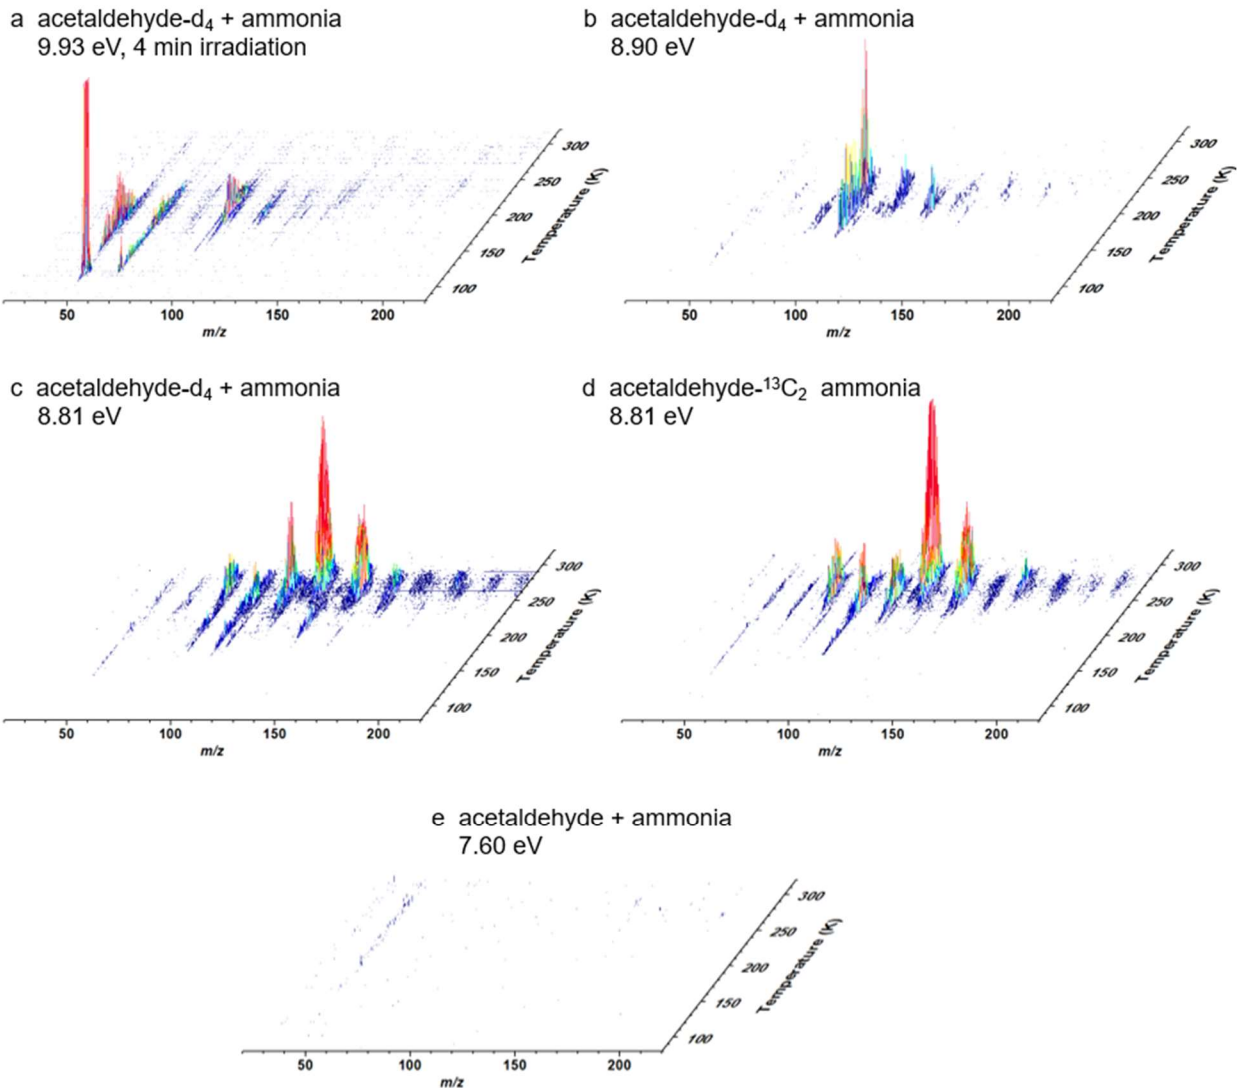 a acetaldehyde-d4 + ammonia
9.93 eV, 4 min irradiation
300
250
200
150
100
Temperature (K)
50 100 150 200
m/z
b acetaldehyde-d4 + ammonia
8.90 eV
300
250
200
150
100
Temperature (K)
50 100 150 200
m/z
c acetaldehyde-d4 + ammonia
8.81 eV
300
250
200
150
100
Temperature (K)
50 100 150 200
m/z
d acetaldehyde-13C2 ammonia
8.81 eV
300
250
200
150
100
Temperature (K)
50 100 150 200
m/z
e acetaldehyde + ammonia
7.60 eV
300
250
200
150
100
Temperature (K)
50 100 150 200
m/z